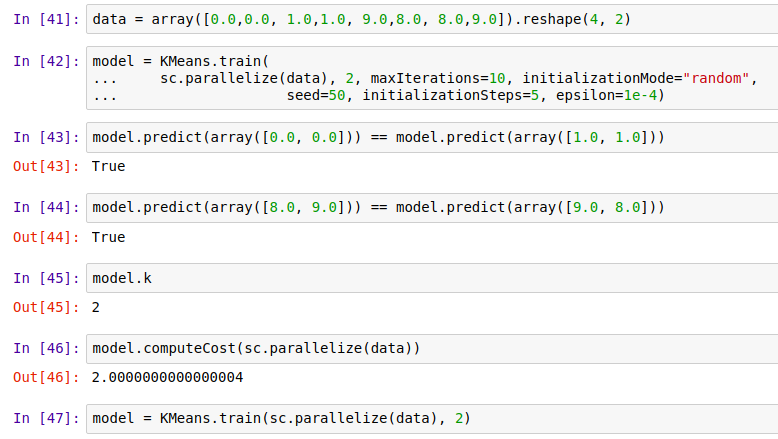 In [41]: data = array([0.0,0.0, 1.0,1.0, 9.0,8.0, 8.0,9.0]).reshape(4, 2)
In [42]: model = KMeans.train(
...     sc.parallelize(data), 2, maxIterations=10, initializationMode="random",
...                    seed=50, initializationSteps=5, epsilon=1e-4)
In [43]: model.predict(array([0.0, 0.0])) == model.predict(array([1.0, 1.0]))
Out[43]: True
In [44]: model.predict(array([8.0, 9.0])) == model.predict(array([9.0, 8.0]))
Out[44]: True
In [45]: model.k
Out[45]: 2
In [46]: model.computeCost(sc.parallelize(data))
Out[46]: 2.0000000000000004
In [47]: model = KMeans.train(sc.parallelize(data), 2)